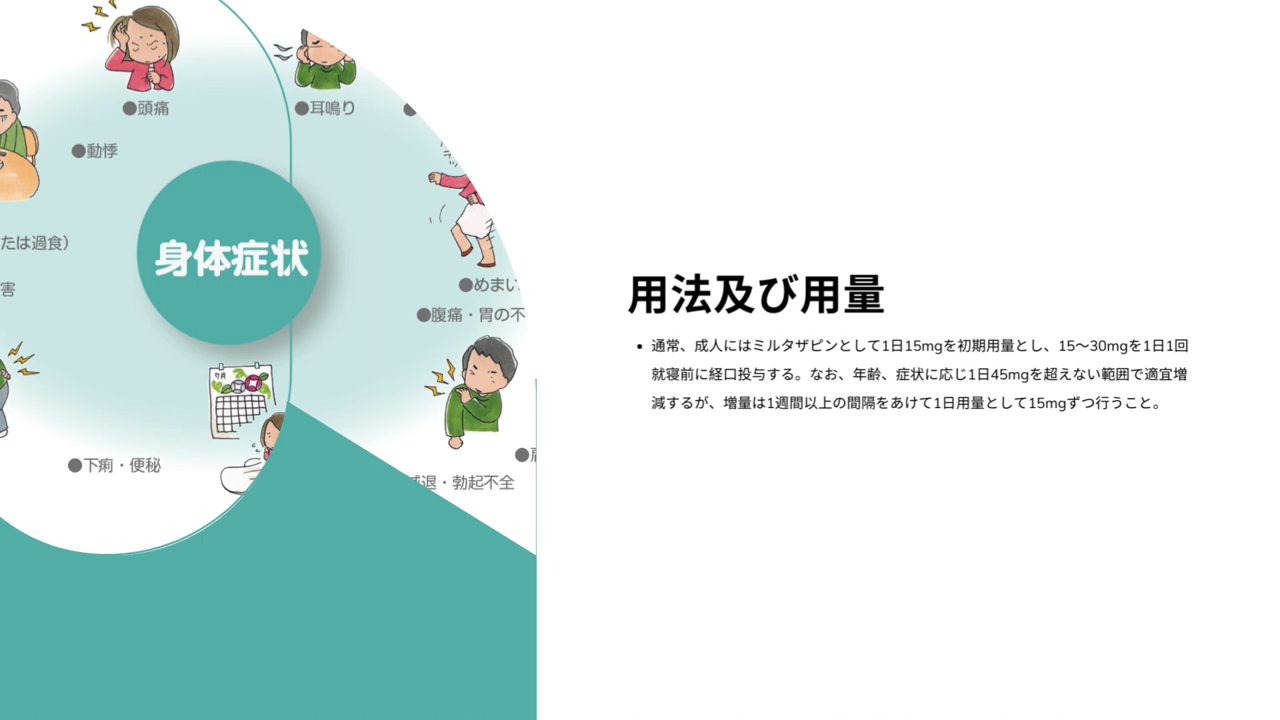 ●頭痛
●耳鳴り
●動悸
身体症状
たは過食）
害
●めまい
●腹痛・胃の不
7月
●下痢・便秘
退・勃起不全
用法及び用量
• 通常、成人にはミルタザピンとして1日15mgを初期用量とし、15〜30mgを1日1回
就寝前に経口投与する。なお、年齢、症状に応じ1日45mgを超えない範囲で適宜増
減するが、増量は1週間以上の間隔をあけて1日用量として15mgずつ行うこと。